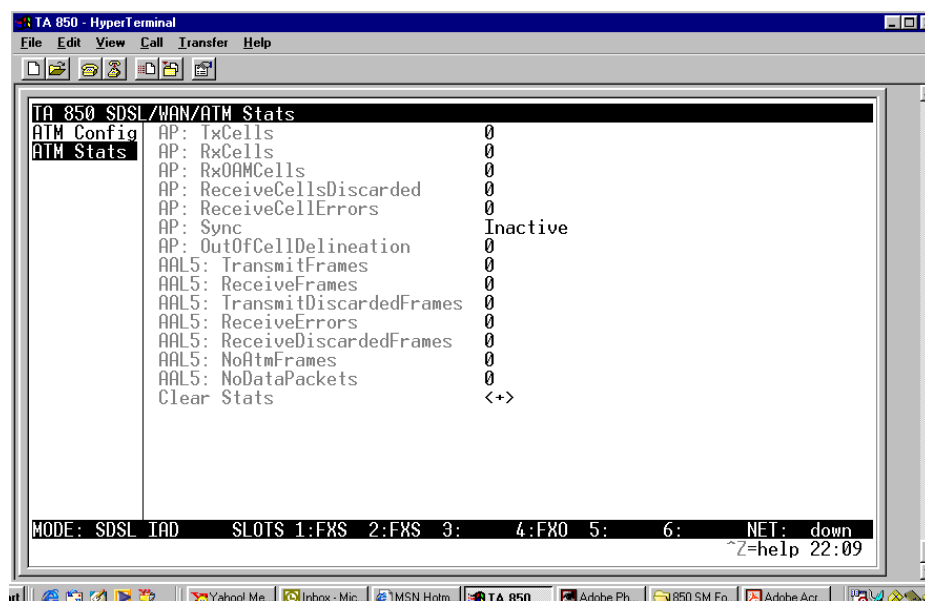 TA 850 - HyperTerminal
File Edit View Call Transfer Help
TA 850 SDSL/WAN/ATM Stats
ATM Config AP: TxCells 0
ATM Stats AP: RxCells 0
AP: RxOAMCells 0
AP: ReceiveCellsDiscarded 0
AP: ReceiveCellErrors 0
AP: Sync Inactive
AP: OutOfCellDelineation 0
AAL5: TransmitFrames 0
AAL5: ReceiveFrames 0
AAL5: TransmitDiscardedFrames 0
AAL5: ReceiveErrors 0
AAL5: ReceiveDiscardedFrames 0
AAL5: NoAtmFrames 0
AAL5: NoDataPackets 0
Clear Stats <+>
MODE: SDSL IAD SLOTS 1:FXS 2:FXS 3: 4:FXO 5: 6: NET: down
^Z=help 22:09
Yahoo! Me... Inbox - Mic... MSN Hotm... TA 850... Adobe Ph... 850 SM Fo... Adobe Acr...